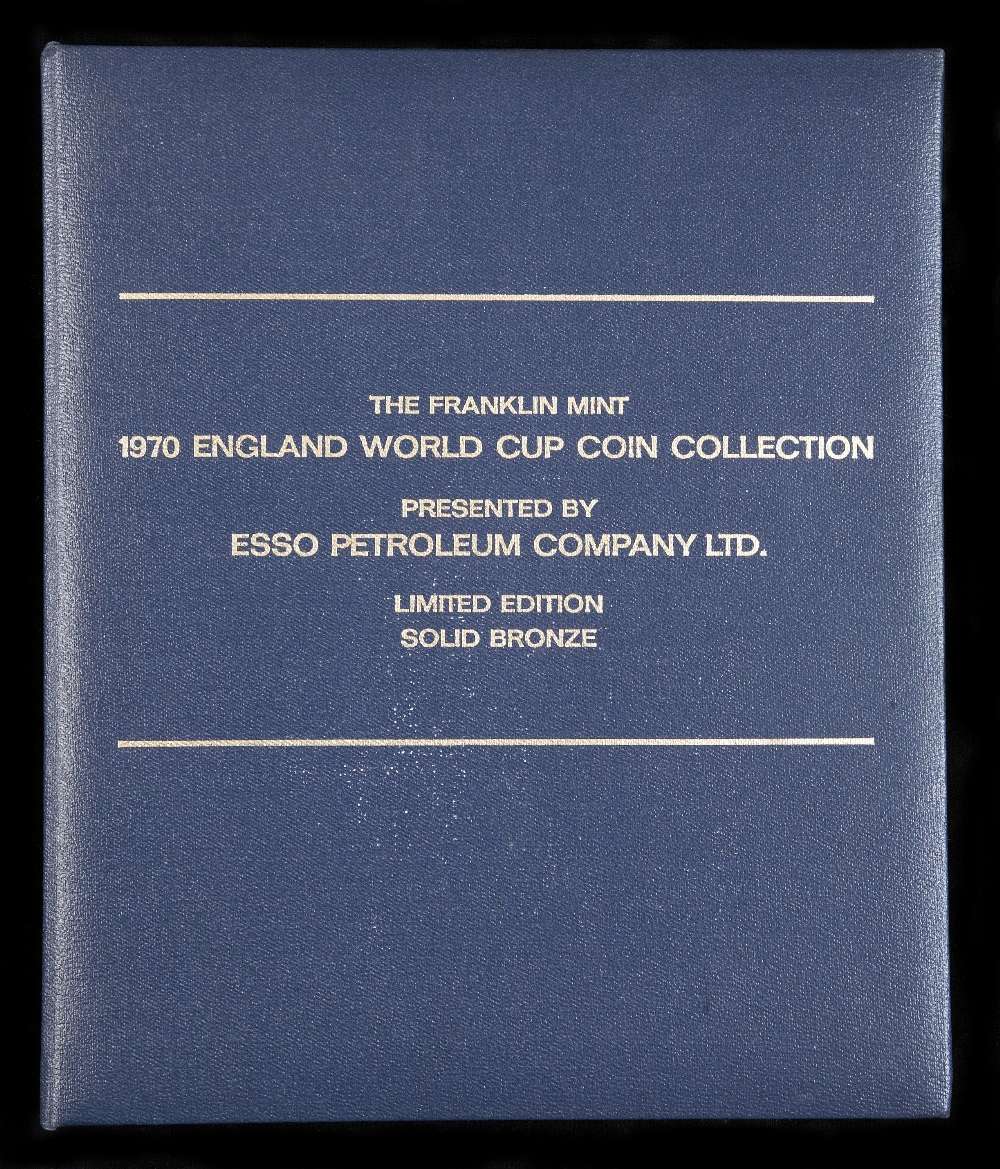 THE FRANKLIN MINT
1970 ENGLAND WORLD CUP COIN COLLECTION
PRESENTED BY
ESSO PETROLEUM COMPANY LTD.
LIMITED EDITION
SOLID BRONZE